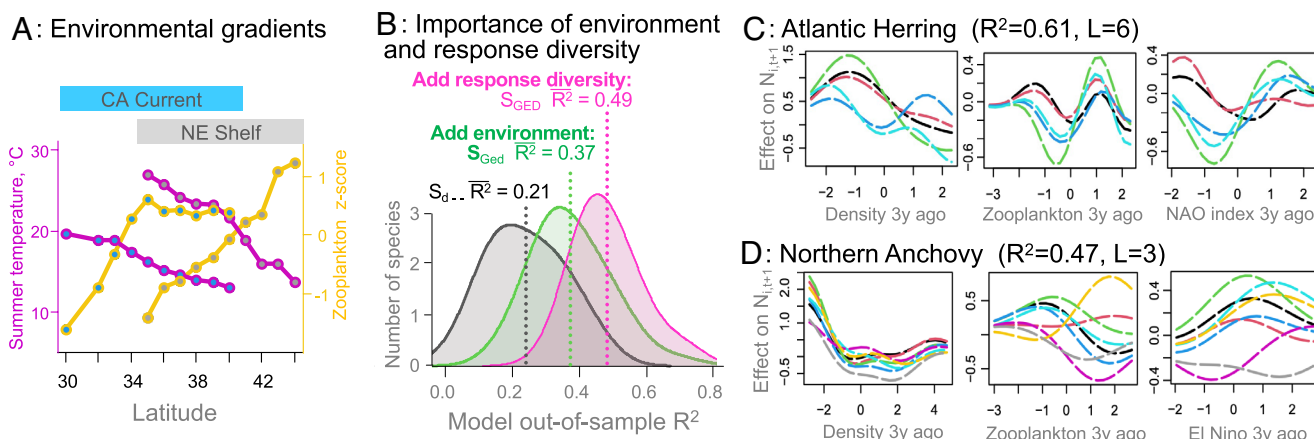 A: Environmental gradients
CA Current
NE Shelf
Summer temperature, °C
30
20
10
Zooplankton z-score
1
0
-1
30
34
38
42
Latitude
B: Importance of environment
and response diversity
Add response diversity:
S_GED R² = 0.49
Add environment:
S_Ged R² = 0.37
S_d-- R² = 0.21
Number of species
3
2
1
0
0.0
0.2
0.4
0.6
0.8
Model out-of-sample R²
C: Atlantic Herring (R²=0.61, L=6)
Effect on N_i,t+1
1.5
0.5
-0.5
-2
-1
0
1
2
Density 3y ago
0.4
0.0
-0.6
-3
-2
-1
0
1
2
Zooplankton 3y ago
0.4
0.0
-0.6
-2
-1
0
1
2
NAO index 3y ago
D: Northern Anchovy (R²=0.47, L=3)
Effect on N_i,t+1
2.0
1.0
-0.5
-2
0
2
4
Density 3y ago
0.5
-0.5
-3
-2
-1
0
1
2
Zooplankton 3y ago
0.4
0.0
-0.4
-2
-1
0
1
2
El Nino 3y ago